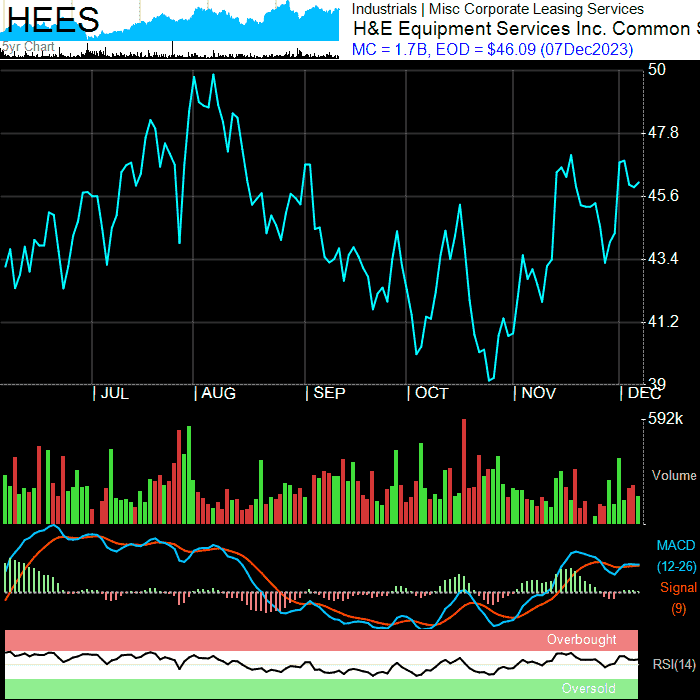 HEES
5yr Chart
Industrials | Misc Corporate Leasing Services
H&E Equipment Services Inc. Common S
MC = 1.7B, EOD = $46.09 (07Dec2023)
50
47.8
45.6
43.4
41.2
39
| JUL | AUG | SEP | OCT | NOV | DEC
592k
Volume
MACD
(12-26)
Signal
(9)
Overbought
RSI(14)
Oversold